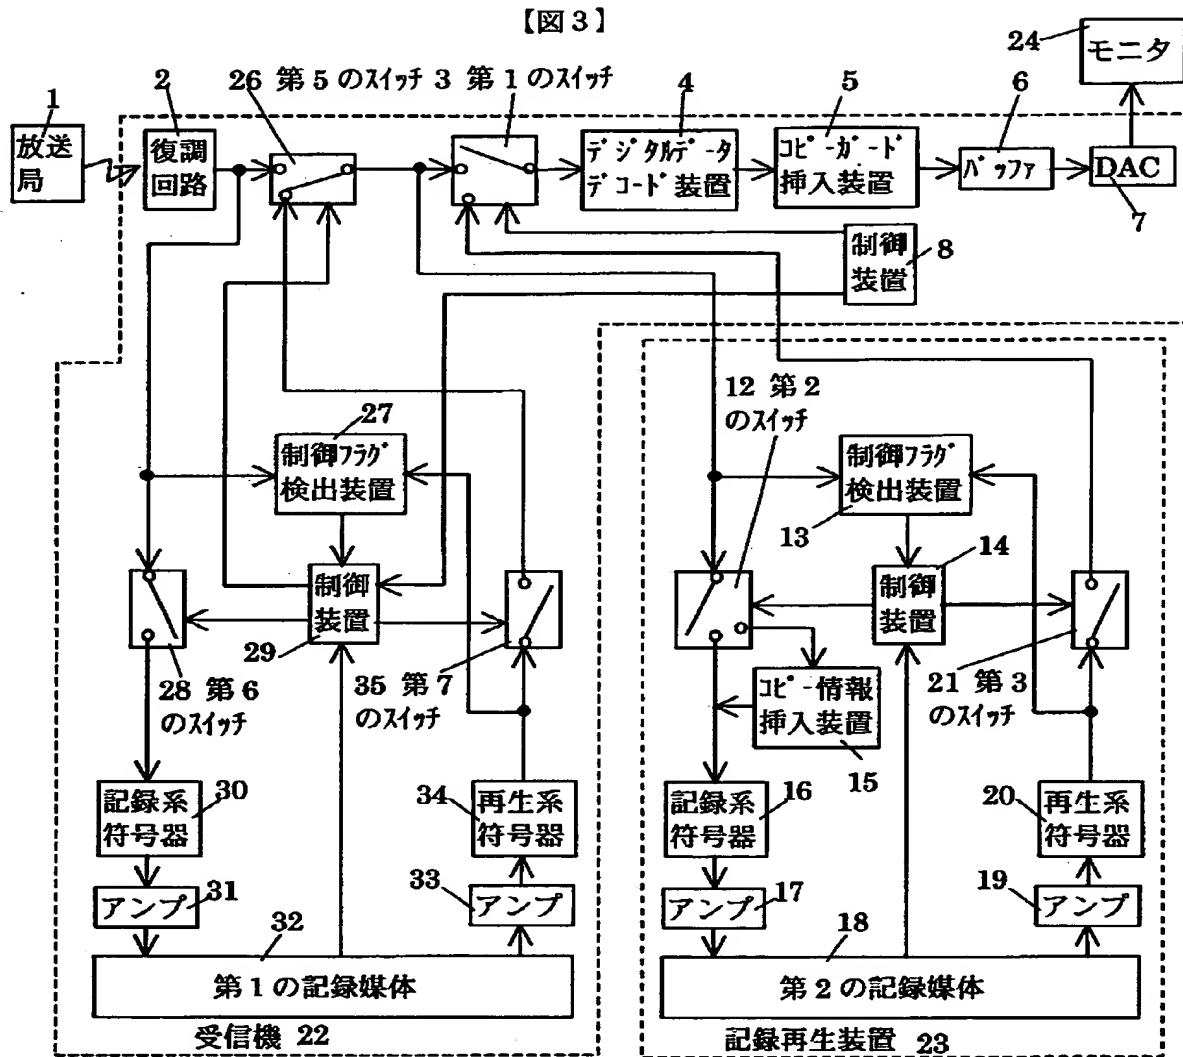 【図3】
24
モニタ
1
放送
局
2
復調
回路
26 第5のスイッチ
3 第1のスイッチ
4
デジタルデータ
デコード装置
5
コピーガード
挿入装置
6
バッファ
DAC
7
制御
装置
8
27
制御フラグ
検出装置
12 第2
のスイッチ
制御フラグ
検出装置
13
制御
装置
29
制御
装置
14
28 第6
のスイッチ
35 第7
のスイッチ
コピー情報
挿入装置
15
21 第3
のスイッチ
記録系
符号器
30
34
再生系
符号器
記録系
符号器
16
20
再生系
符号器
アンプ
31
33
アンプ
アンプ
17
19
アンプ
32
第1の記録媒体
18
第2の記録媒体
受信機 22
記録再生装置 23